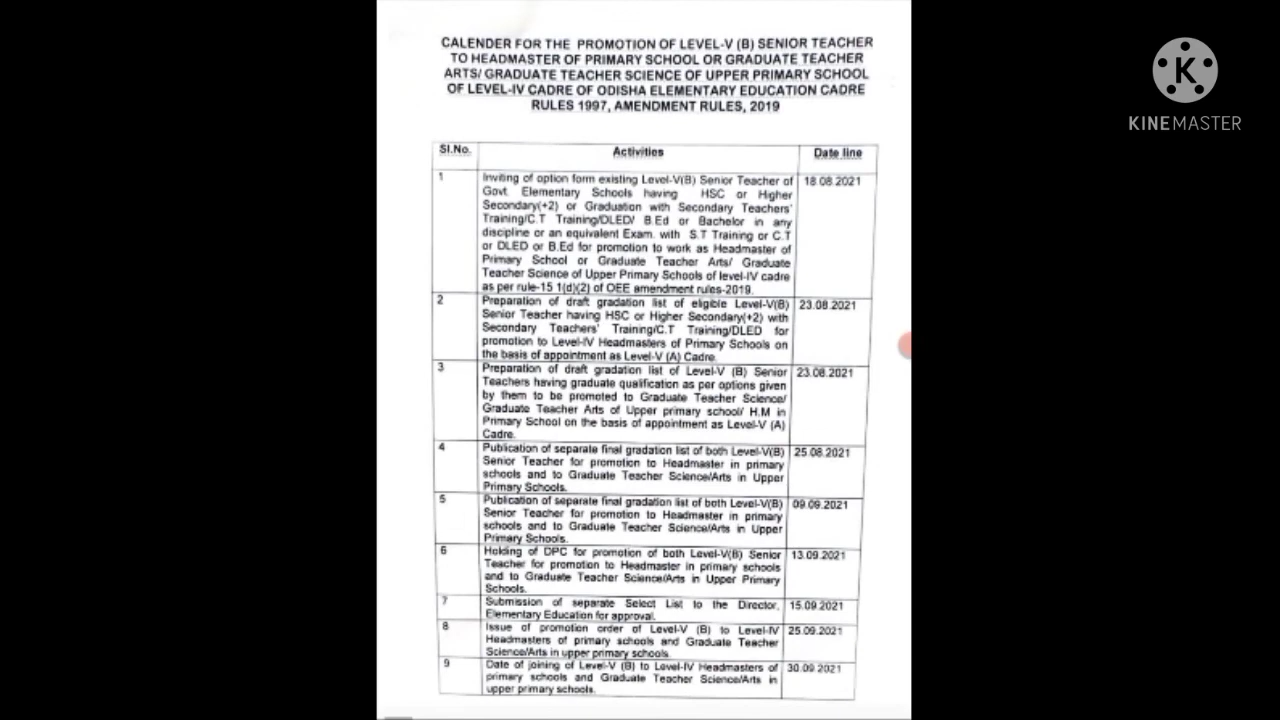 CALENDER FOR THE PROMOTION OF LEVEL-V (B) SENIOR TEACHER
TO HEADMASTER OF PRIMARY SCHOOL OR GRADUATE TEACHER
ARTS/ GRADUATE TEACHER SCIENCE OF UPPER PRIMARY SCHOOL
OF LEVEL-IV CADRE OF ODISHA ELEMENTARY EDUCATION CADRE
RULES 1997, AMENDMENT RULES, 2019
KINEMASTER
Sl.No. Activities Date line
1 Inviting of option form existing Level-V(B) Senior Teacher of 18.08.2021
Govt. Elementary Schools having HSC or Higher
Secondary(+2) or Graduation with Secondary Teachers'
Training/C.T Training/DLED/ B.Ed or Bachelor in any
discipline or an equivalent Exam. with S.T Training or C.T
or DLED or B.Ed for promotion to work as Headmaster of
Primary School or Graduate Teacher Arts/ Graduate
Teacher Science of Upper Primary Schools of level-IV cadre
as per rule-15 1(d)(2) of OEE amendment rules-2019.
2 Preparation of draft gradation list of eligible Level-V(B) 23.08.2021
Senior Teacher having HSC or Higher Secondary(+2) with
Secondary Teachers' Training/C.T Training/DLED for
promotion to Level-IV Headmasters of Primary Schools on
the basis of appointment as Level-V (A) Cadre.
3 Preparation of draft gradation list of Level-V (B) Senior 23.08.2021
Teachers having graduate qualification as per options given
by them to be promoted to Graduate Teacher Science/
Graduate Teacher Arts of Upper primary school/ H.M in
Primary School on the basis of appointment as Level-V (A)
Cadre.
4 Publication of separate final gradation list of both Level-V(B) 25.08.2021
Senior Teacher for promotion to Headmaster in primary
schools and to Graduate Teacher Science/Arts in Upper
Primary Schools.
5 Publication of separate final gradation list of both Level-V(B) 09.09.2021
Senior Teacher for promotion to Headmaster in primary
schools and to Graduate Teacher Science/Arts in Upper
Primary Schools.
6 Holding of DPC for promotion of both Level-V(B) Senior 13.09.2021
Teacher for promotion to Headmaster in primary schools
and to Graduate Teacher Science/Arts in Upper Primary
Schools.
7 Submission of separate Select List to the Director, 15.09.2021
Elementary Education for approval.
8 Issue of promotion order of Level-V (B) to Level-IV 25.09.2021
Headmasters of primary schools and Graduate Teacher
Science/Arts in upper primary schools.
9 Date of joining of Level-V (B) to Level-IV Headmasters of 30.09.2021
primary schools and Graduate Teacher Science/Arts in
upper primary schools.